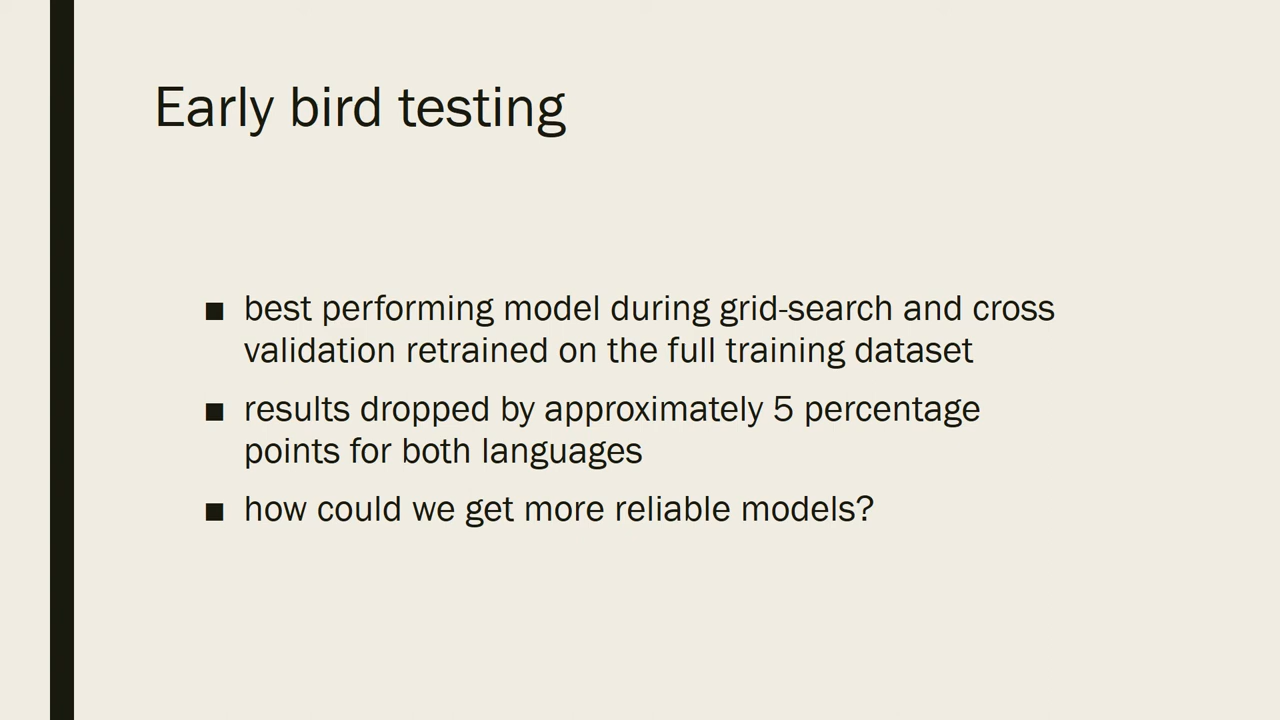 Early bird testing
■ best performing model during grid-search and cross
validation retrained on the full training dataset
■ results dropped by approximately 5 percentage
points for both languages
■ how could we get more reliable models?